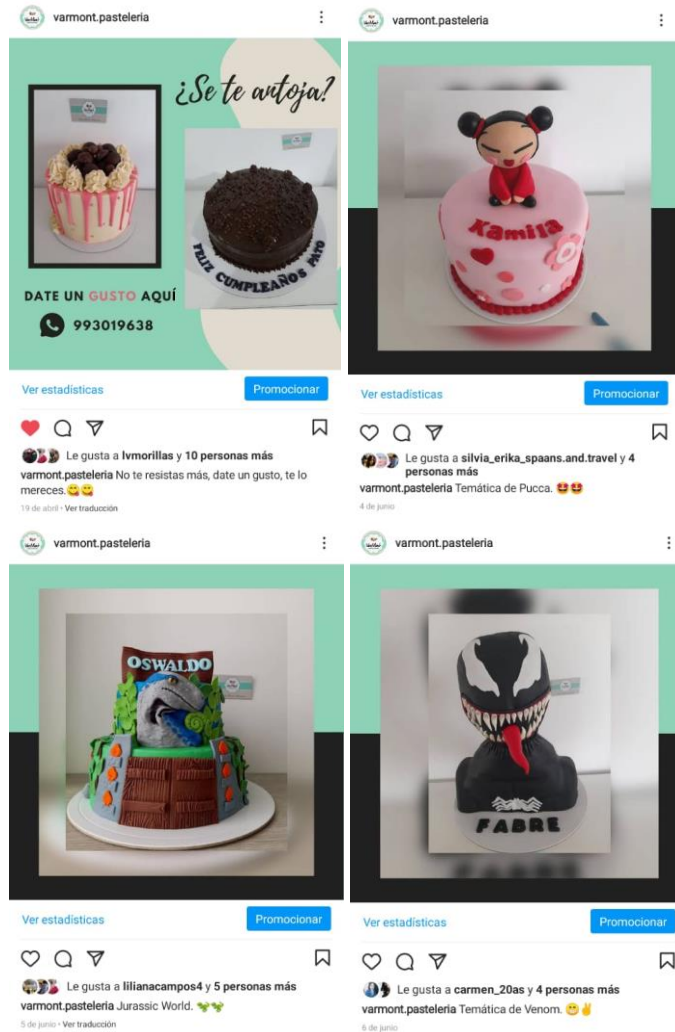 varmont.pasteleria
¿Se te antoja?
FELIZ CUMPLEAÑOS PATO
DATE UN GUSTO AQUÍ
993019638
Ver estadísticas
Promocionar
Le gusta a lvmorillas y 10 personas más
varmont.pasteleria No te resistas más, date un gusto, te lo
mereces.😋😋
19 de abril • Ver traducción
varmont.pasteleria
Kamila
Ver estadísticas
Promocionar
Le gusta a silvia_erika_spaans.and.travel y 4
personas más
varmont.pasteleria Temática de Pucca. 🤩🤩
4 de junio
varmont.pasteleria
OSWALDO
Ver estadísticas
Promocionar
Le gusta a lilianacampos4 y 5 personas más
varmont.pasteleria Jurassic World. 🦖🦖
5 de junio • Ver traducción
varmont.pasteleria
FABRE
Ver estadísticas
Promocionar
Le gusta a carmen_20as y 4 personas más
varmont.pasteleria Temática de Venom. 😁✌
6 de junio